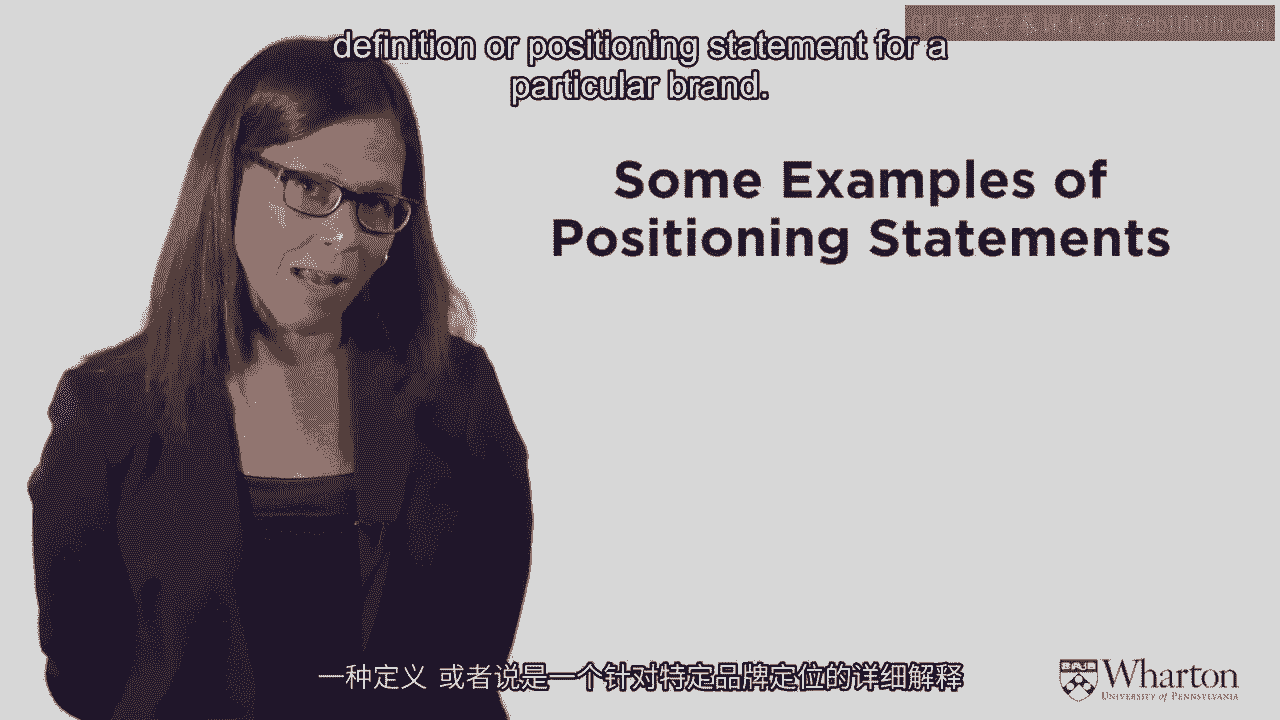 definition or positioning statement for a
particular brand.
Some Examples of
Positioning Statements
一种定义 或者说是一个针对特定品牌定位的详细解释
Wharton
UNIVERSITY of PENNSYLVANIA